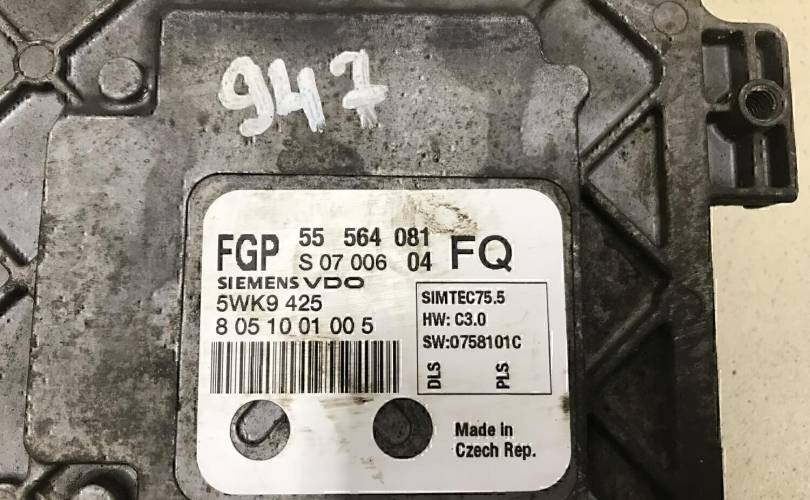 947
FGP 55 564 081 FQ
S 07 006 04
SIEMENS VDO
5WK9 425
8 05 10 01 00 5
SIMTEC75.5
HW: C3.0
SW:0758101C
DLS PLS
Made in
Czech Rep.